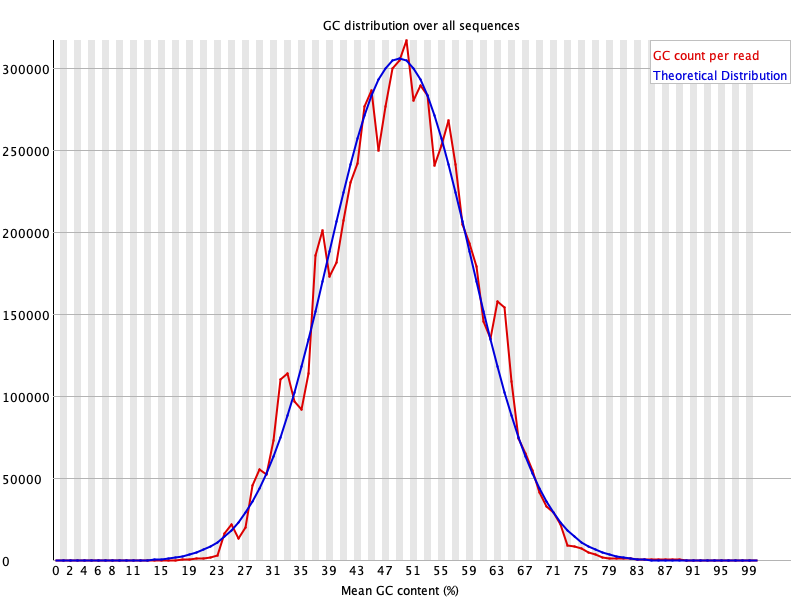 GC distribution over all sequences
GC count per read
Theoretical Distribution
300000
250000
200000
150000
100000
50000
0
0 2 4 6 8 11 15 19 23 27 31 35 39 43 47 51 55 59 63 67 71 75 79 83 87 91 95 99
Mean GC content (%)